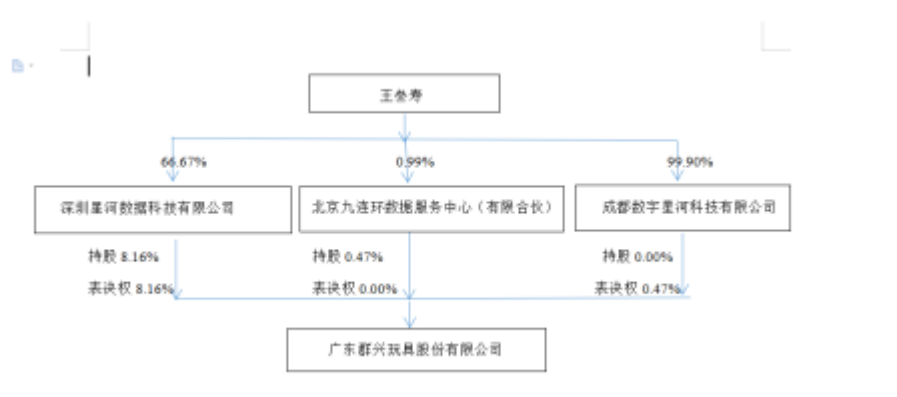 王叁寿
66.67%
0.99%
99.90%
深圳星河数据科技有限公司
北京九连环数据服务中心（有限合伙）
成都数字星河科技有限公司
持股 8.16%
持股 0.47%
持股 0.00%
表决权 8.16%
表决权 0.00%
表决权 0.47%
广东群兴玩具股份有限公司